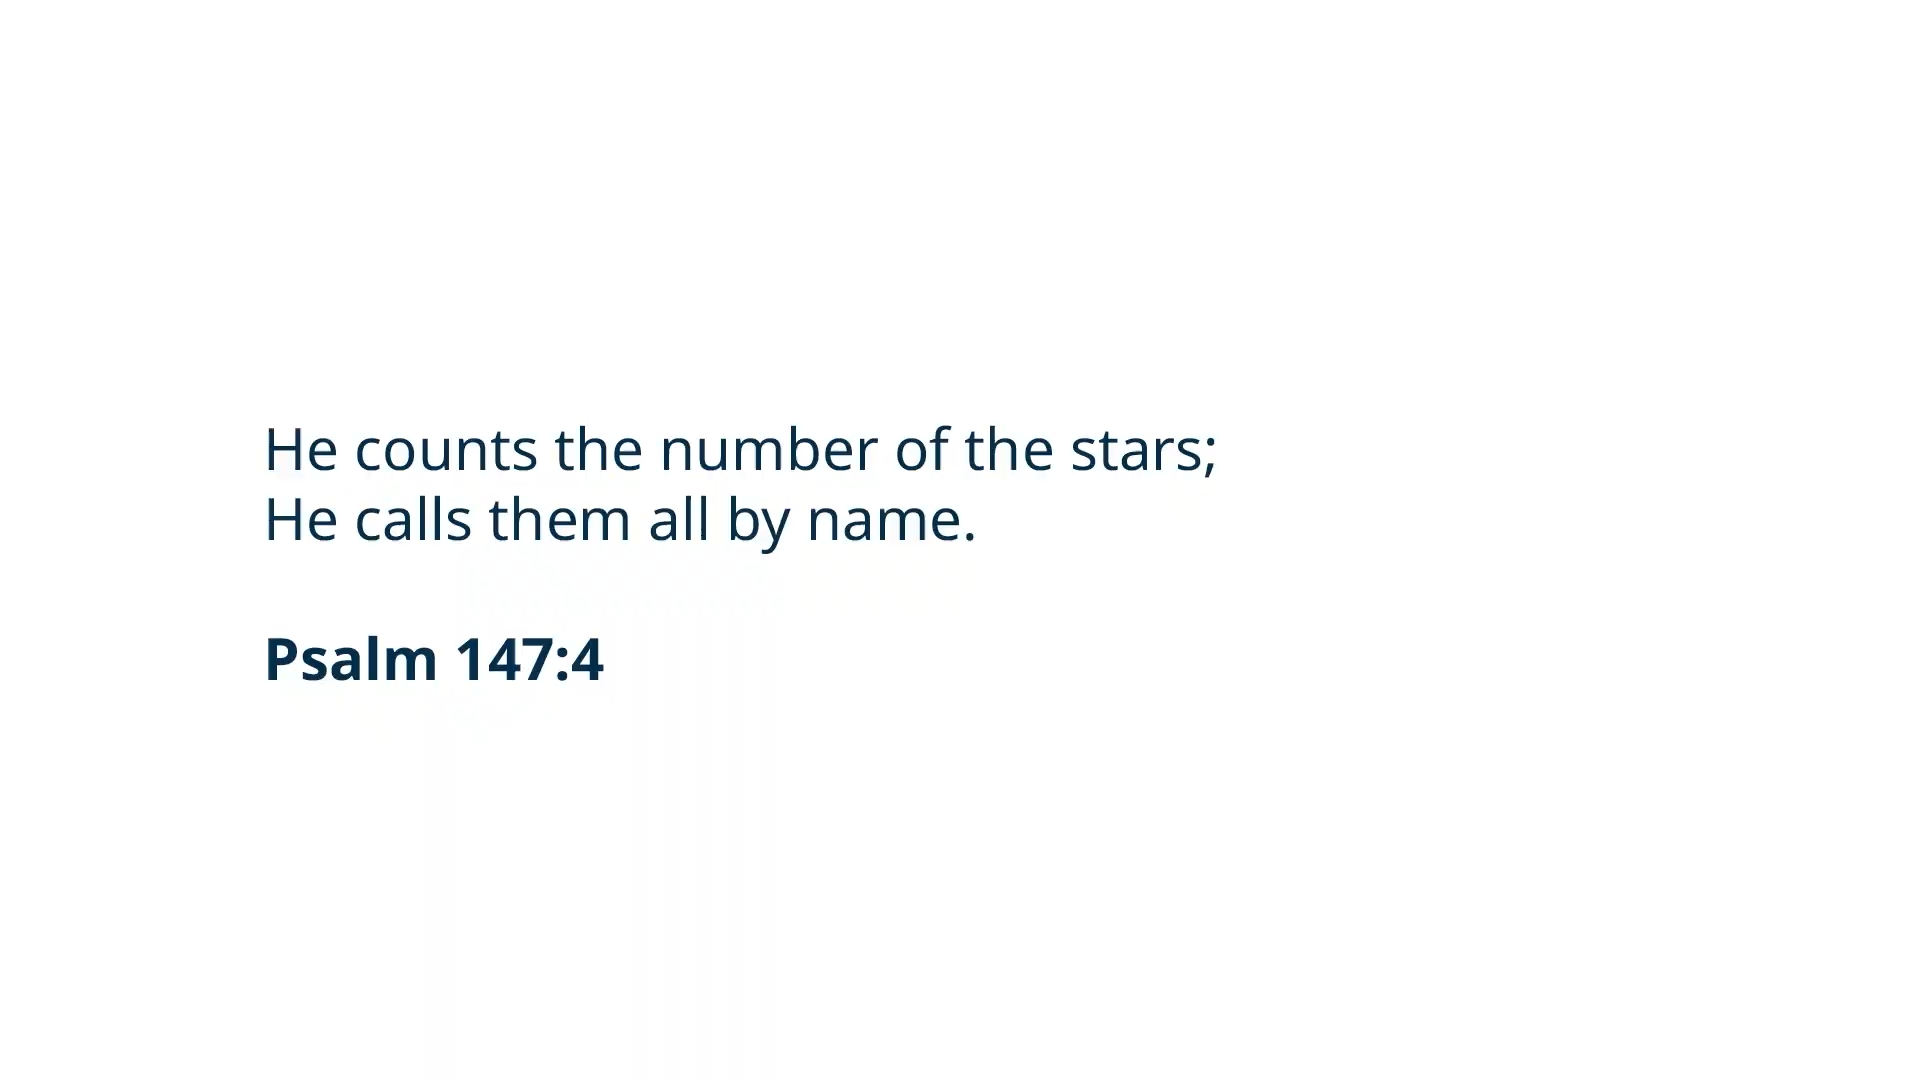 He counts the number of the stars;
He calls them all by name.
Psalm 147:4